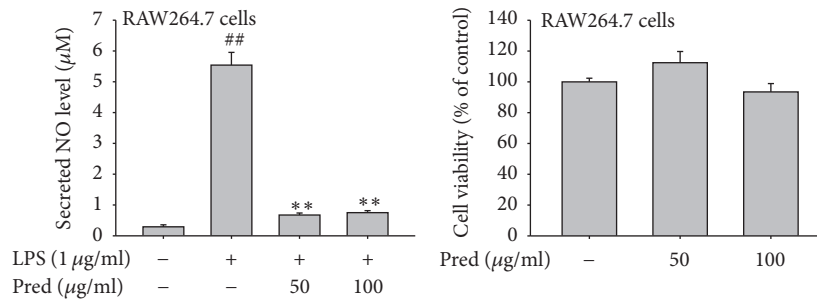 RAW264.7 cells
Secreted NO level (μM)
7
6
5
4
3
2
1
0
##
**
**
LPS (1 μg/ml) − + + +
Pred (μg/ml) − − 50 100
RAW264.7 cells
Cell viability (% of control)
140
120
100
80
60
40
20
0
Pred (μg/ml) − 50 100